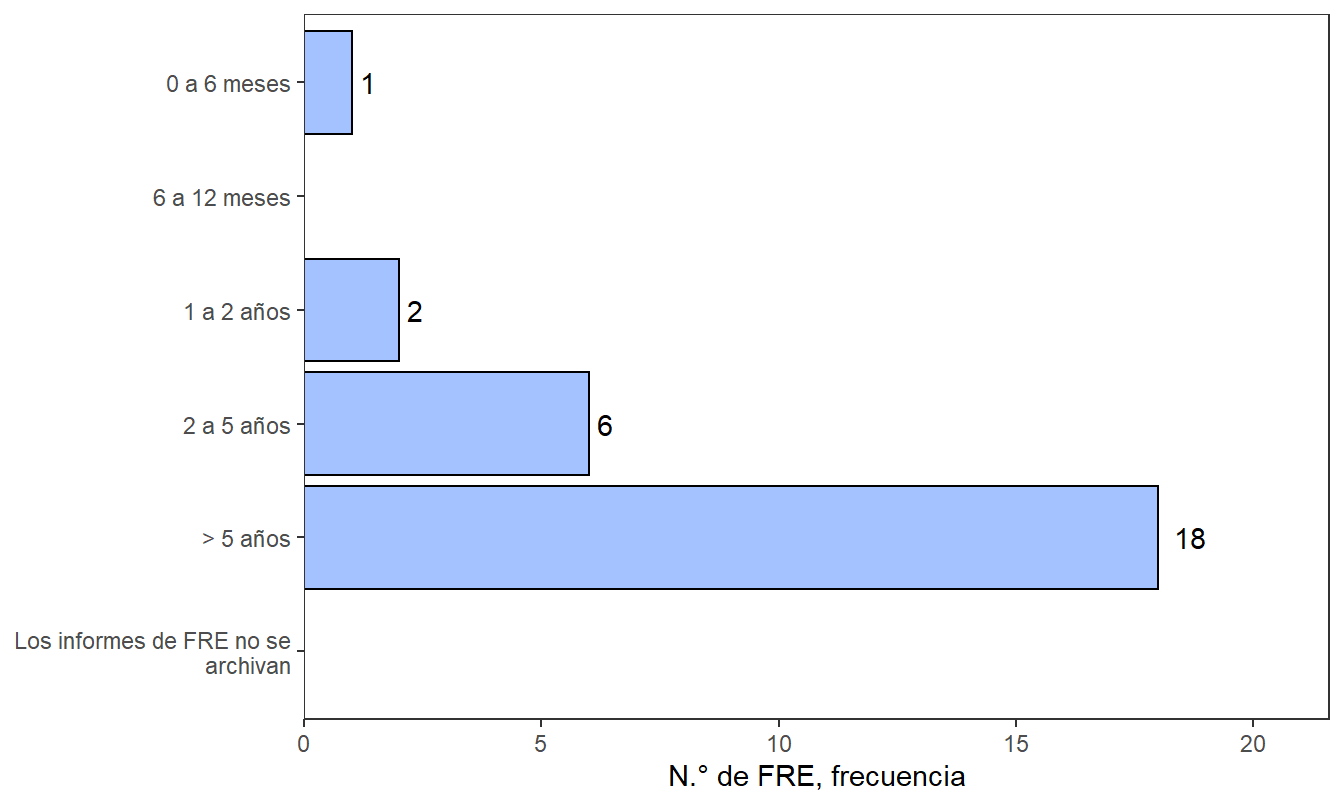 0 a 6 meses
1
6 a 12 meses
1 a 2 años
2
2 a 5 años
6
> 5 años
18
Los informes de FRE no se
archivan
0
5
10
15
20
N.° de FRE, frecuencia